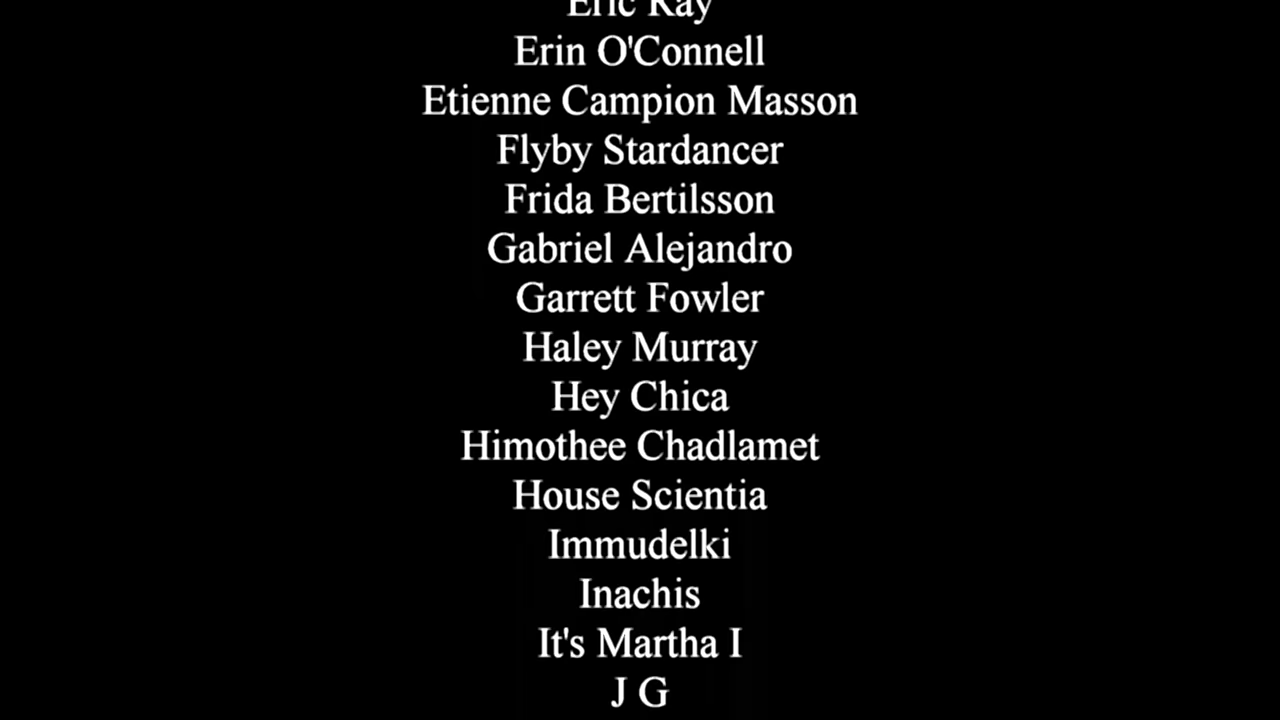 Eric Ray
Erin O'Connell
Etienne Campion Masson
Flyby Stardancer
Frida Bertilsson
Gabriel Alejandro
Garrett Fowler
Haley Murray
Hey Chica
Himothee Chadlamet
House Scientia
Immudelki
Inachis
It's Martha I
J G